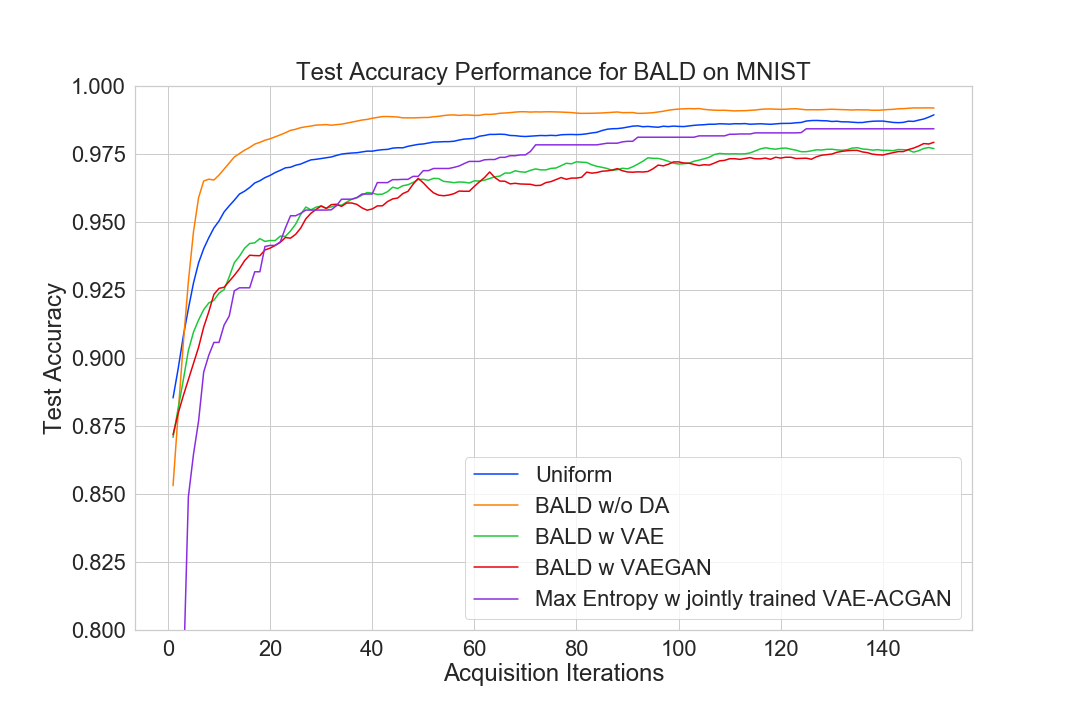 Test Accuracy Performance for BALD on MNIST
1.000
0.975
0.950
0.925
0.900
0.875
0.850
0.825
0.800
Test Accuracy
Uniform
BALD w/o DA
BALD w VAE
BALD w VAEGAN
Max Entropy w jointly trained VAE-ACGAN
0 20 40 60 80 100 120 140
Acquisition Iterations